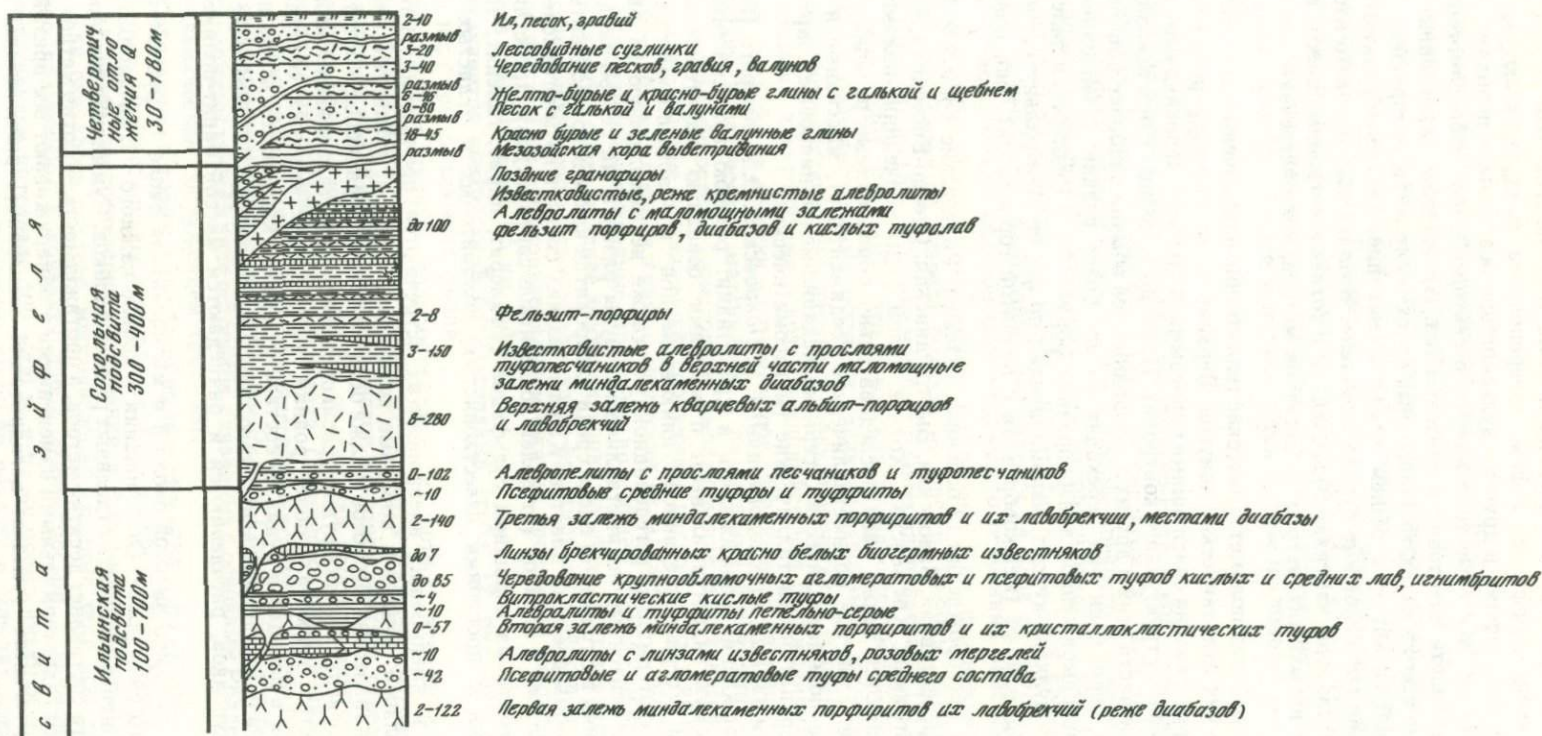 Четвертич
ные отло
жения Q
30-180м
2-10 Ил, песок, гравий
размыв
3-20 Лессовидные суглинки
3-40 Чередование песков, гравия, валунов
размыв
6-46 Желто-бурые и красно-бурые глины с галькой и щебнем
0-80 Песок с галькой и валунами
размыв
18-45 Красно бурые и зеленые валунные глины
размыв Мезозойская кора выветривания
свита эйфеля
Сокольная
подсвита
300-400м
Поздние гранофиры
Известковистые, реже кремнистые алевролиты
до 100 Алевролиты с маломощными залежами
фельзит порфиров, диабазов и кислых туфолав
2-8 Фельзит-порфиры
3-150 Известковистые алевролиты с прослоями
туфопесчаников в верхней части маломощные
залежи миндалекаменных диабазов
8-280 Верхняя залежь кварцевых альбит-порфиров
и лавобрекчий
0-102 Алевропелиты с прослоями песчаников и туфопесчаников
Ильинская
подсвита
100-700м
~10 Псефитовые средние туффы и туффиты
2-140 Третья залежь миндалекаменных порфиритов и их лавобрекчии, местами диабазы
до 7 Линзы брекчированных красно белых биогермных известняков
до 85 Чередование крупнообломочных агломератовых и псефитовых туфов кислых и средних лав, игнимбритов
~4 Витрокластические кислые туфы
~10 Алевролиты и туффиты пепельно-серые
0-57 Вторая залежь миндалекаменных порфиритов и их кристаллокластических туфов
~10 Алевролиты с линзами известняков, розовых мергелей
~42 Псефитовые и агломератовые туфы среднего состава
2-122 Первая залежь миндалекаменных порфиритов их лавобрекчий (реже диабазов)